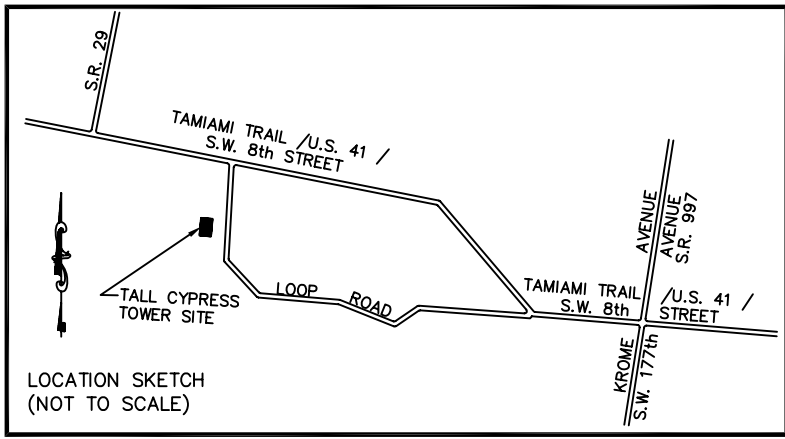 S.R. 29
TAMIAMI TRAIL /U.S. 41 /
S.W. 8th STREET
AVENUE
AVENUE
S.R. 997
TALL CYPRESS
TOWER SITE
LOOP ROAD
TAMIAMI TRAIL /U.S. 41 /
S.W. 8th STREET
KROME
S.W. 177th
LOCATION SKETCH
(NOT TO SCALE)